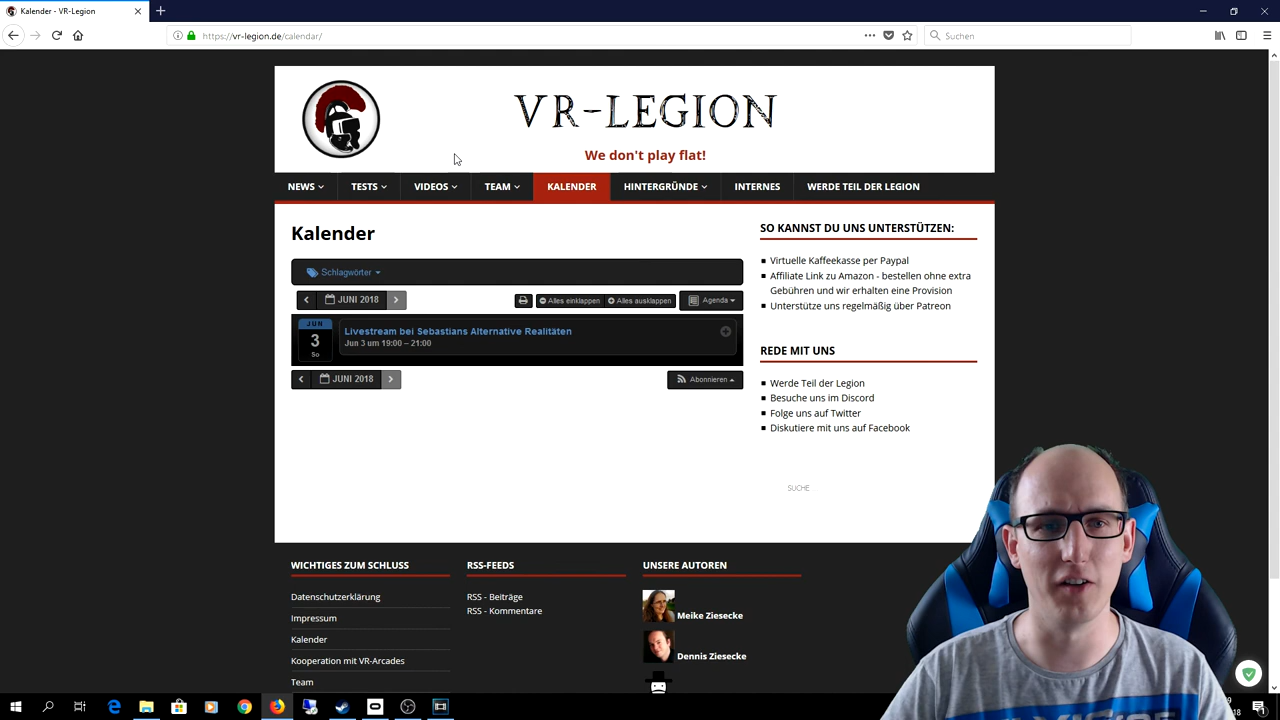 Kalender - VR-Legion
https://vr-legion.de/calendar/
Suchen
VR-LEGION
We don't play flat!
NEWS TESTS VIDEOS TEAM KALENDER HINTERGRÜNDE INTERNES WERDE TEIL DER LEGION
Kalender
Schlagwörter
JUNI 2018
Alles einklappen Alles ausklappen Agenda
JUN
3
So
Livestream bei Sebastians Alternative Realitäten
Jun 3 um 19:00 – 21:00
JUNI 2018
Abonnieren
SO KANNST DU UNS UNTERSTÜTZEN:
Virtuelle Kaffeekasse per Paypal
Affiliate Link zu Amazon - bestellen ohne extra
Gebühren und wir erhalten eine Provision
Unterstütze uns regelmäßig über Patreon
REDE MIT UNS
Werde Teil der Legion
Besuche uns im Discord
Folge uns auf Twitter
Diskutiere mit uns auf Facebook
SUCHE
WICHTIGES ZUM SCHLUSS
Datenschutzerklärung
Impressum
Kalender
Kooperation mit VR-Arcades
Team
RSS-FEEDS
RSS - Beiträge
RSS - Kommentare
UNSERE AUTOREN
Meike Ziesecke
Dennis Ziesecke